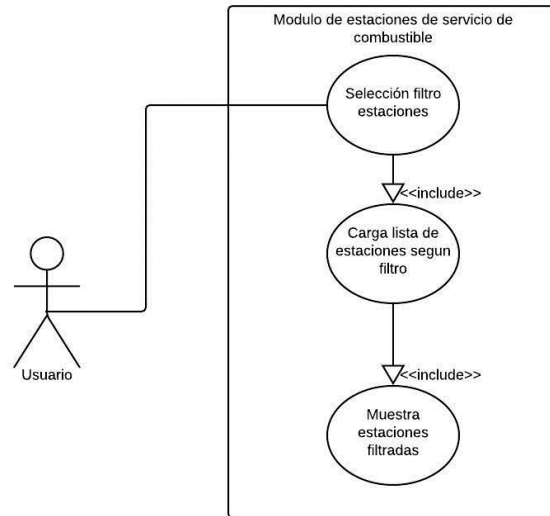 Modulo de estaciones de servicio de
combustible
Selección filtro
estaciones
<<include>>
Carga lista de
estaciones segun
filtro
Usuario
<<include>>
Muestra
estaciones
filtradas